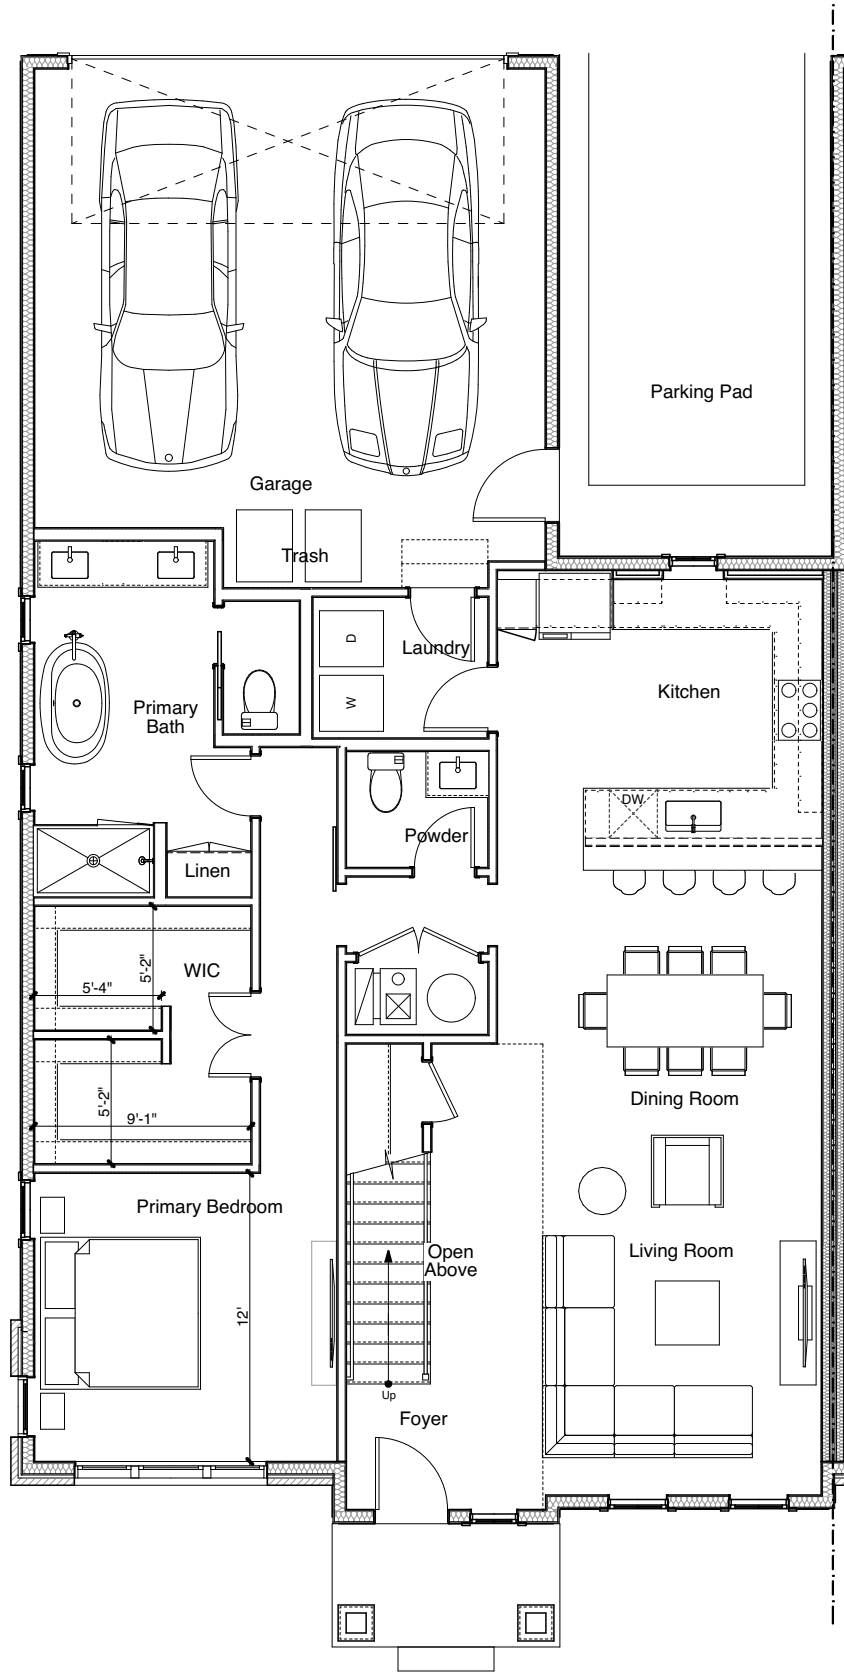 Parking Pad
Garage
Trash
D
Laundry
W
Primary
Bath
Kitchen
DW
Powder
Linen
WIC
5'-2"
5'-4"
5'-2"
9'-1"
Dining Room
Primary Bedroom
Open
Above
Living Room
12'
Up
Foyer